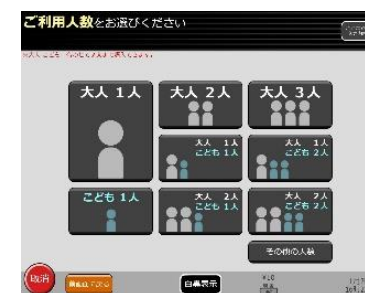 ご利用人数をお選びください
大人 1人
大人 2人
大人 3人
大人 1人
こども 1人
大人 1人
こども 2人
こども 1人
大人 2人
こども 1人
大人 2人
こども 2人
その他の人数
取消
白黒表示